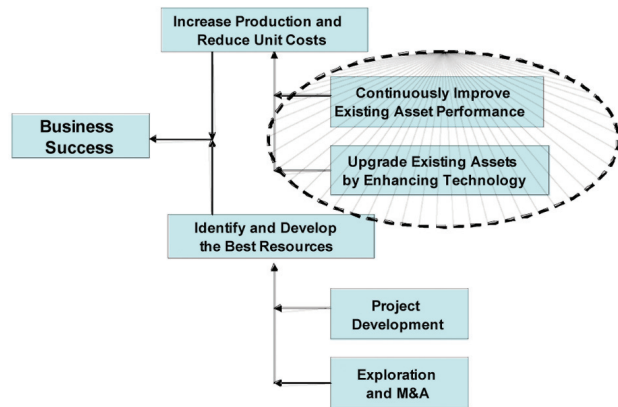 Increase Production and
Reduce Unit Costs
Continuously Improve
Existing Asset Performance
Business
Success
Upgrade Existing Assets
by Enhancing Technology
Identify and Develop
the Best Resources
Project
Development
Exploration
and M&A